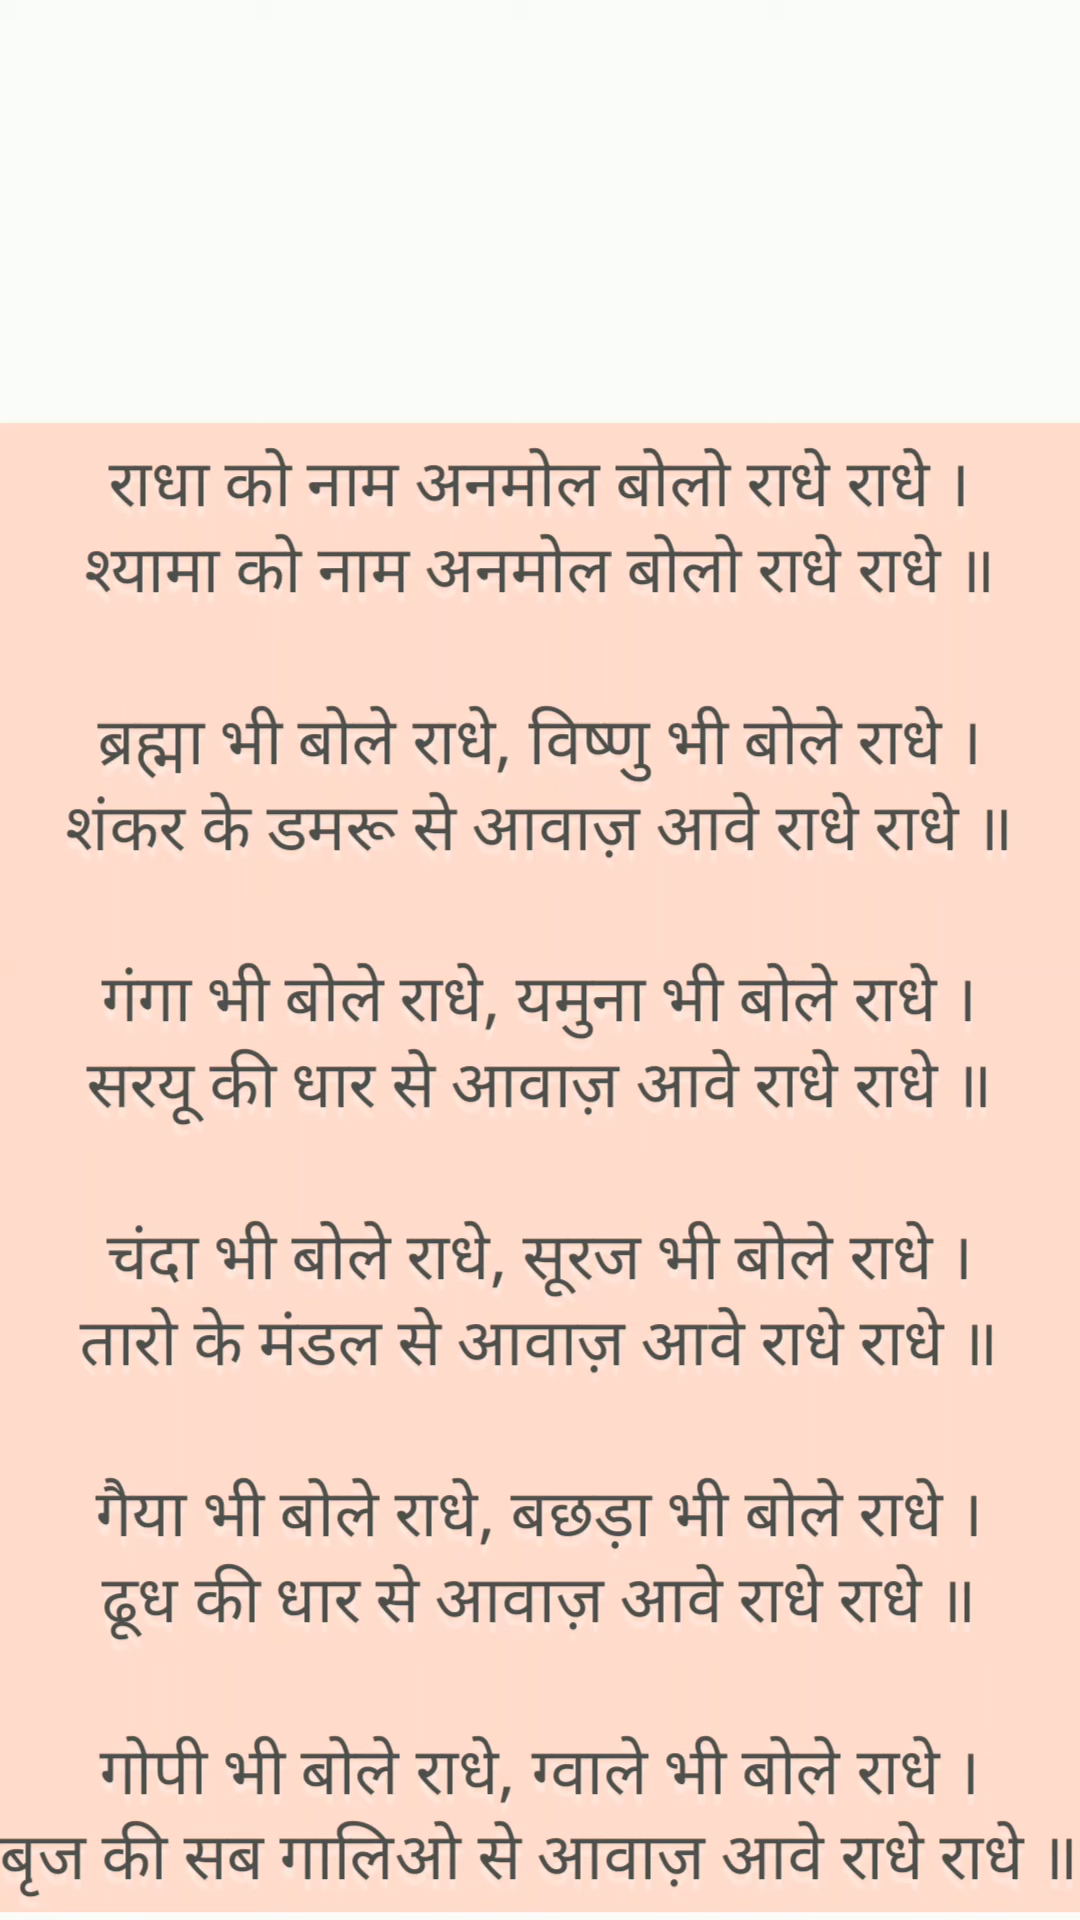 राधा को नाम अनमोल बोलो राधे राधे ।
श्यामा को नाम अनमोल बोलो राधे राधे ॥
ब्रह्मा भी बोले राधे, विष्णु भी बोले राधे ।
शंकर के डमरू से आवाज़ आवे राधे राधे ॥
गंगा भी बोले राधे, यमुना भी बोले राधे ।
सरयू की धार से आवाज़ आवे राधे राधे ॥
चंदा भी बोले राधे, सूरज भी बोले राधे ।
तारो के मंडल से आवाज़ आवे राधे राधे ॥
गैया भी बोले राधे, बछड़ा भी बोले राधे ।
ढूध की धार से आवाज़ आवे राधे राधे ॥
गोपी भी बोले राधे, ग्वाले भी बोले राधे ।
बृज की सब गालिओ से आवाज़ आवे राधे राधे ॥